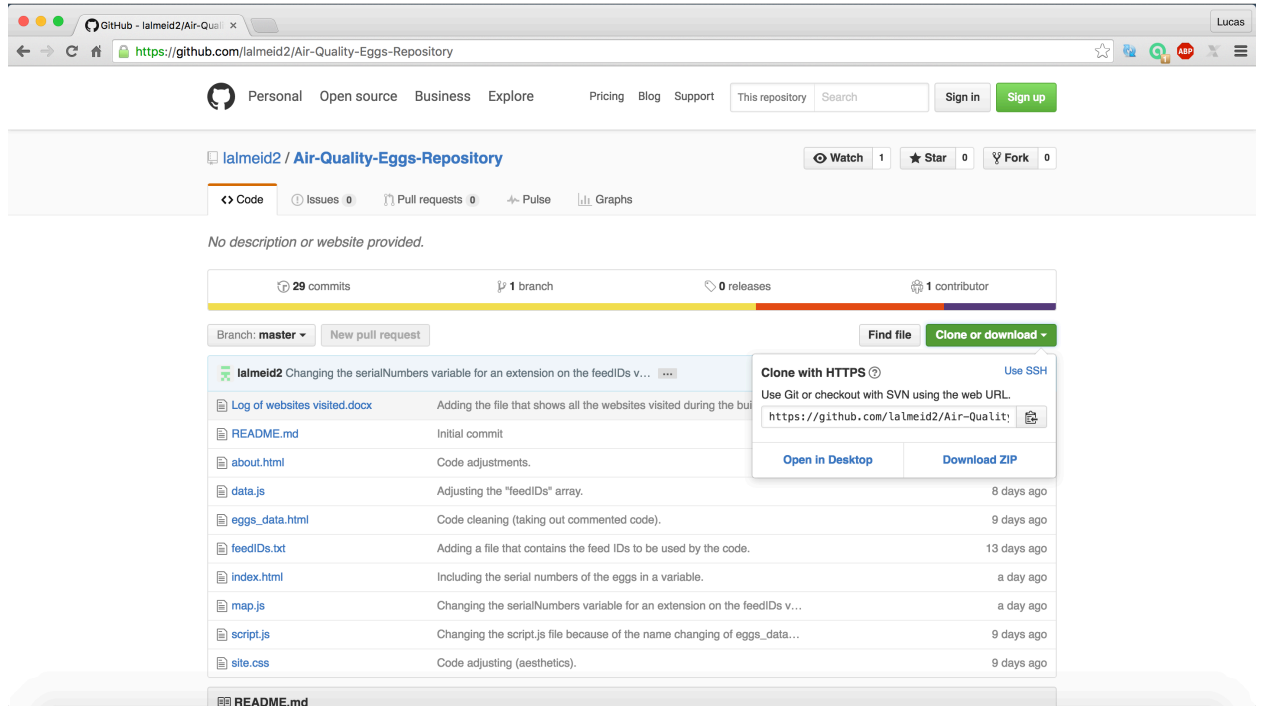 GitHub - lalmeid2/Air-Qual
Lucas
https://github.com/lalmeid2/Air-Quality-Eggs-Repository
ABP
Personal Open source Business Explore Pricing Blog Support This repository Search Sign in Sign up
lalmeid2 / Air-Quality-Eggs-Repository
Watch 1 Star 0 Fork 0
Code Issues 0 Pull requests 0 Pulse Graphs
No description or website provided.
29 commits 1 branch 0 releases 1 contributor
Branch: master New pull request Find file Clone or download
lalmeid2 Changing the serialNumbers variable for an extension on the feedIDs v… …
Clone with HTTPS Use SSH
Use Git or checkout with SVN using the web URL.
https://github.com/lalmeid2/Air-Quality
Open in Desktop Download ZIP
Log of websites visited.docx Adding the file that shows all the websites visited during the bui
README.md Initial commit
about.html Code adjustments.
data.js Adjusting the "feedIDs" array. 8 days ago
eggs_data.html Code cleaning (taking out commented code). 9 days ago
feedIDs.txt Adding a file that contains the feed IDs to be used by the code. 13 days ago
index.html Including the serial numbers of the eggs in a variable. a day ago
map.js Changing the serialNumbers variable for an extension on the feedIDs v… a day ago
script.js Changing the script.js file because of the name changing of eggs_data… 9 days ago
site.css Code adjusting (aesthetics). 9 days ago
README.md